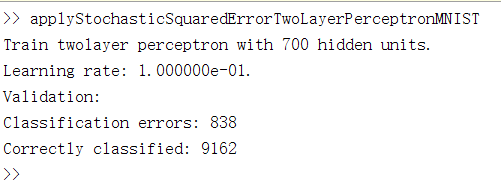 >> applyStochasticSquaredErrorTwoLayerPerceptronMNIST
Train twolayer perceptron with 700 hidden units.
Learning rate: 1.000000e-01.
Validation:
Classification errors: 838
Correctly classified: 9162
>>